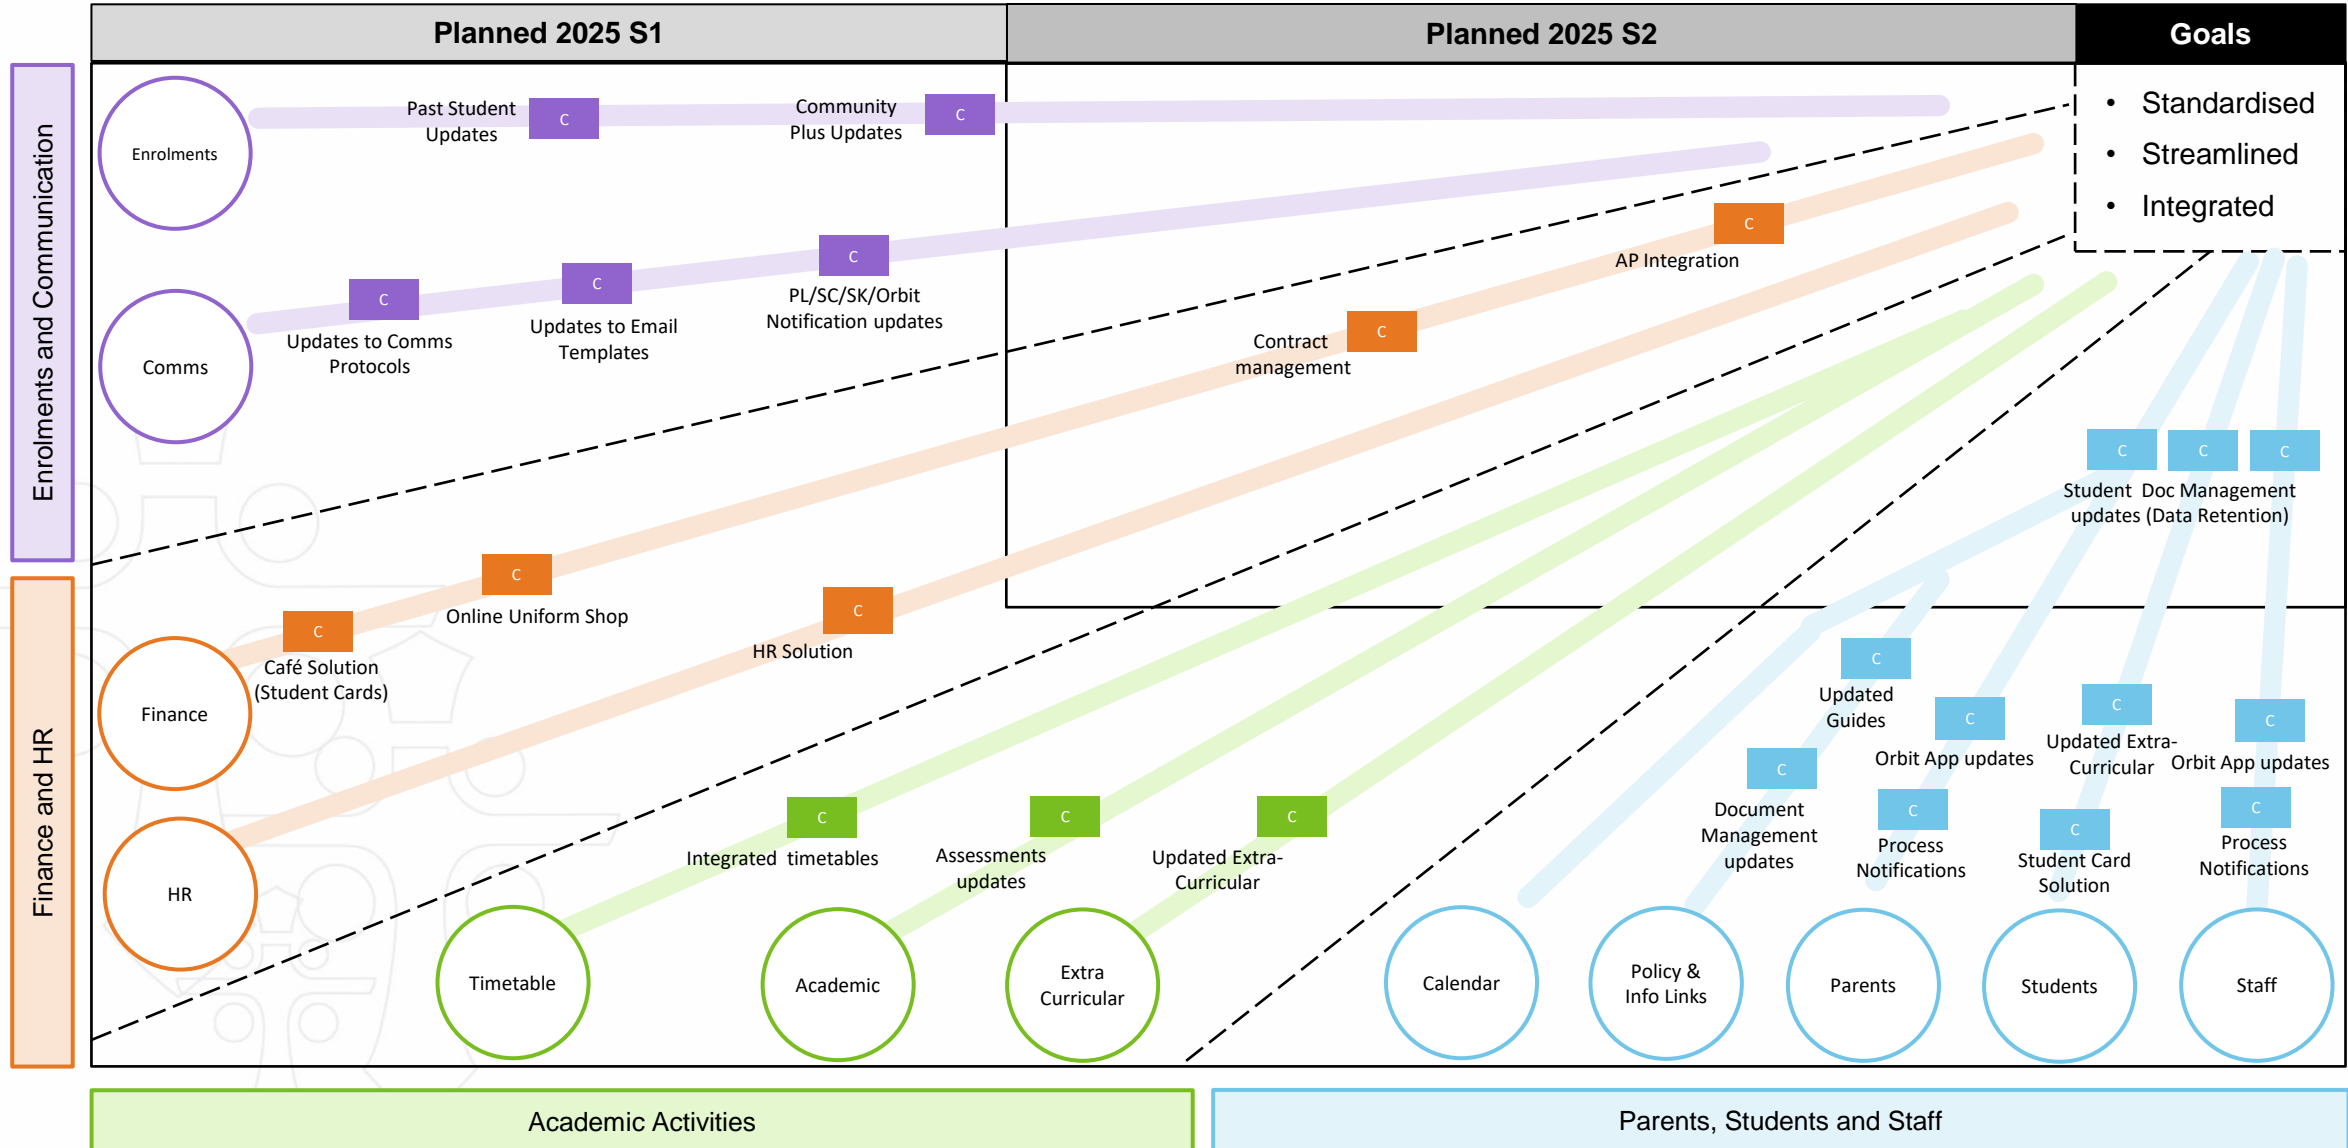 Planned 2025 S1
Planned 2025 S2
Goals
Enrolments and Communication
Enrolments
Past Student
Updates
C
Community
Plus Updates
C
• Standardised
• Streamlined
• Integrated
Comms
C
Updates to Comms
Protocols
C
Updates to Email
Templates
C
PL/SC/SK/Orbit
Notification updates
C
AP Integration
C
Contract
management
Finance and HR
Finance
C
Café Solution
(Student Cards)
C
Online Uniform Shop
HR
C
HR Solution
C
C
C
Student Doc Management
updates (Data Retention)
C
Integrated timetables
C
Assessments
updates
C
Updated Extra-
Curricular
C
Updated
Guides
C
Document
Management
updates
C
Orbit App updates
C
Process
Notifications
C
Updated Extra-
Curricular
C
Student Card
Solution
C
Orbit App updates
C
Process
Notifications
Timetable
Academic
Extra
Curricular
Calendar
Policy &
Info Links
Parents
Students
Staff
Academic Activities
Parents, Students and Staff